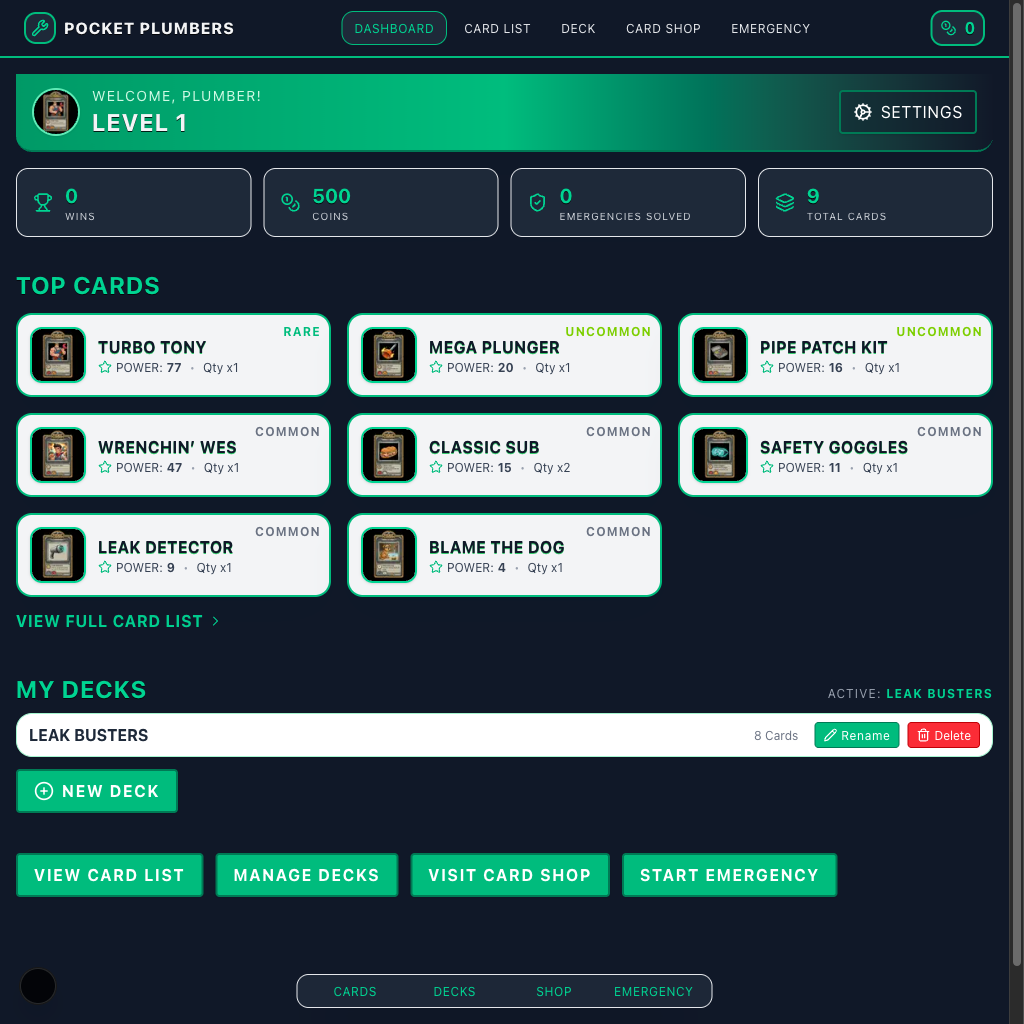 POCKET PLUMBERS
DASHBOARD
CARD LIST
DECK
CARD SHOP
EMERGENCY
0
WELCOME, PLUMBER!
LEVEL 1
SETTINGS
0
WINS
500
COINS
0
EMERGENCIES SOLVED
9
TOTAL CARDS
TOP CARDS
RARE
TURBO TONY
POWER: 77 • Qty x1
UNCOMMON
MEGA PLUNGER
POWER: 20 • Qty x1
UNCOMMON
PIPE PATCH KIT
POWER: 16 • Qty x1
COMMON
WRENCHIN’ WES
POWER: 47 • Qty x1
COMMON
CLASSIC SUB
POWER: 15 • Qty x2
COMMON
SAFETY GOGGLES
POWER: 11 • Qty x1
COMMON
LEAK DETECTOR
POWER: 9 • Qty x1
COMMON
BLAME THE DOG
POWER: 4 • Qty x1
VIEW FULL CARD LIST
MY DECKS
ACTIVE: LEAK BUSTERS
LEAK BUSTERS
8 Cards
Rename
Delete
NEW DECK
VIEW CARD LIST
MANAGE DECKS
VISIT CARD SHOP
START EMERGENCY
CARDS
DECKS
SHOP
EMERGENCY